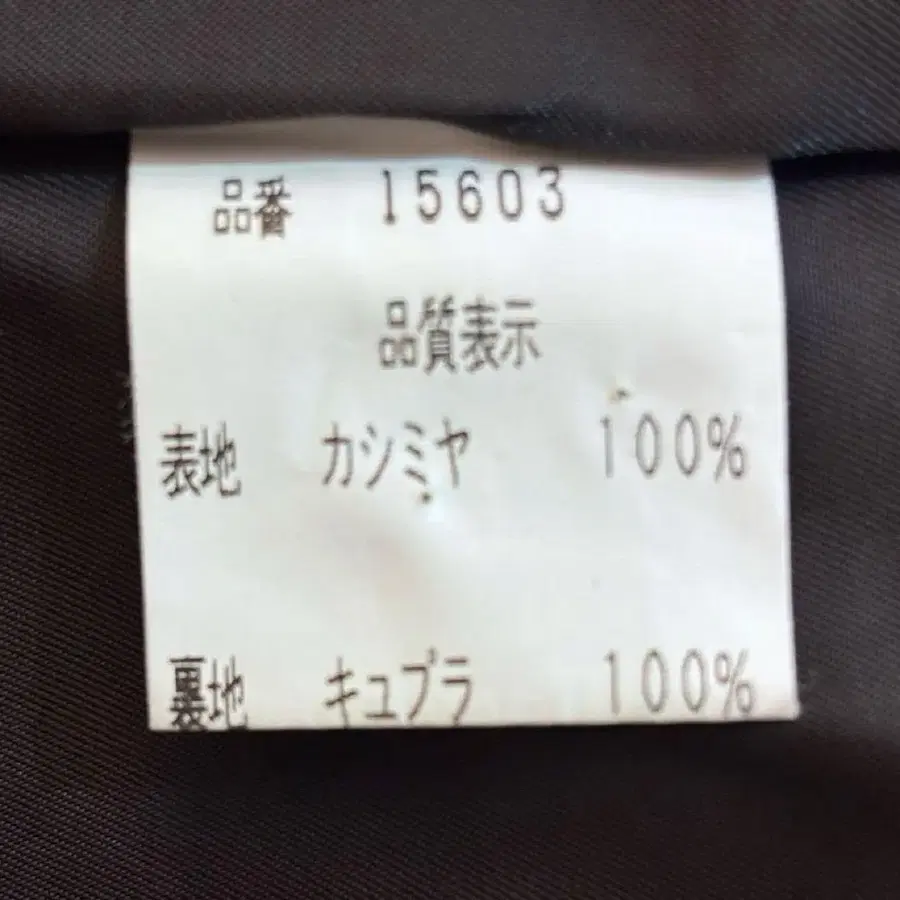 品番 15603
品質表示
表地 カシミヤ 100%
裏地 キュプラ 100%